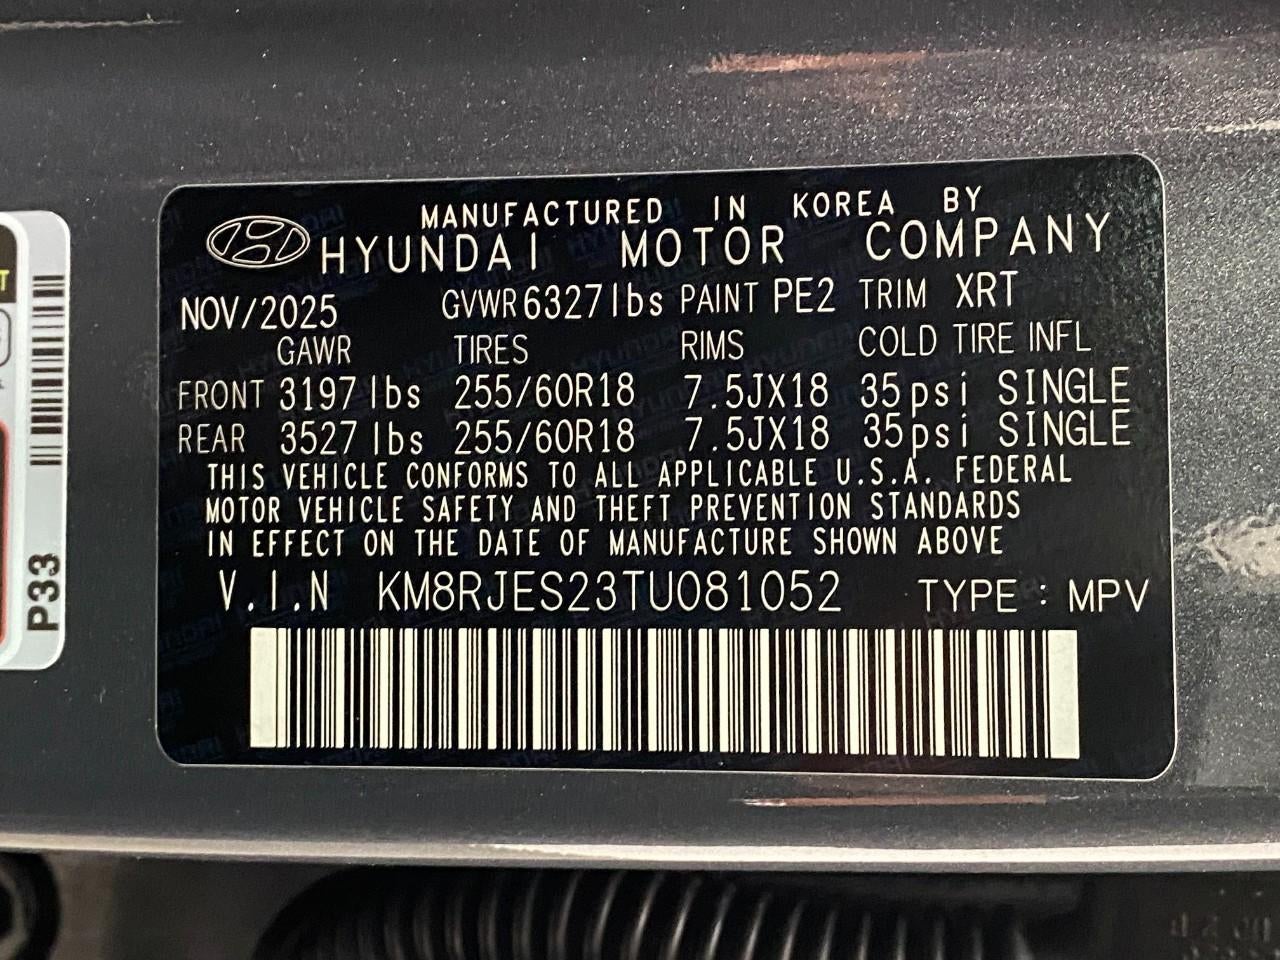 MANUFACTURED IN KOREA BY
HYUNDAI MOTOR COMPANY
NOV/2025 GVWR 6327 lbs PAINT PE2 TRIM XRT
GAWR TIRES RIMS COLD TIRE INFL
FRONT 3197 lbs 255/60R18 7.5JX18 35psi SINGLE
REAR 3527 lbs 255/60R18 7.5JX18 35psi SINGLE
THIS VEHICLE CONFORMS TO ALL APPLICABLE U.S.A. FEDERAL
MOTOR VEHICLE SAFETY AND THEFT PREVENTION STANDARDS
IN EFFECT ON THE DATE OF MANUFACTURE SHOWN ABOVE
V.I.N KM8RJES23TU081052 TYPE : MPV
P33